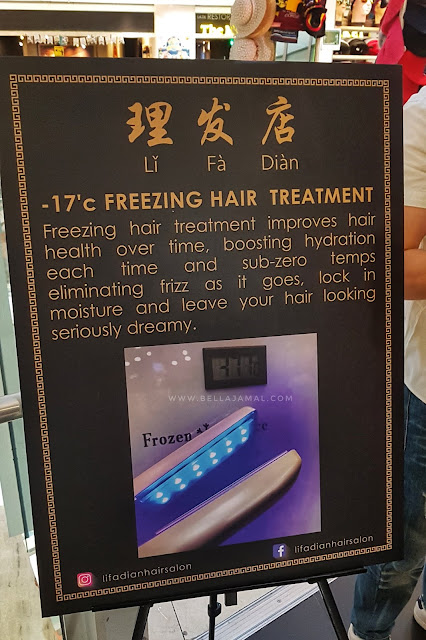 RESTOR
理发店
Lǐ Fà Diàn
-17'c FREEZING HAIR TREATMENT
Freezing hair treatment improves hair
health over time, boosting hydration
each time and sub-zero temps
eliminating frizz as it goes, lock in
moisture and leave your hair looking
seriously dreamy.
WWW.BELLAJAMAL.COM
Frozen
lifadianhairsalon
lifadianhairsalon